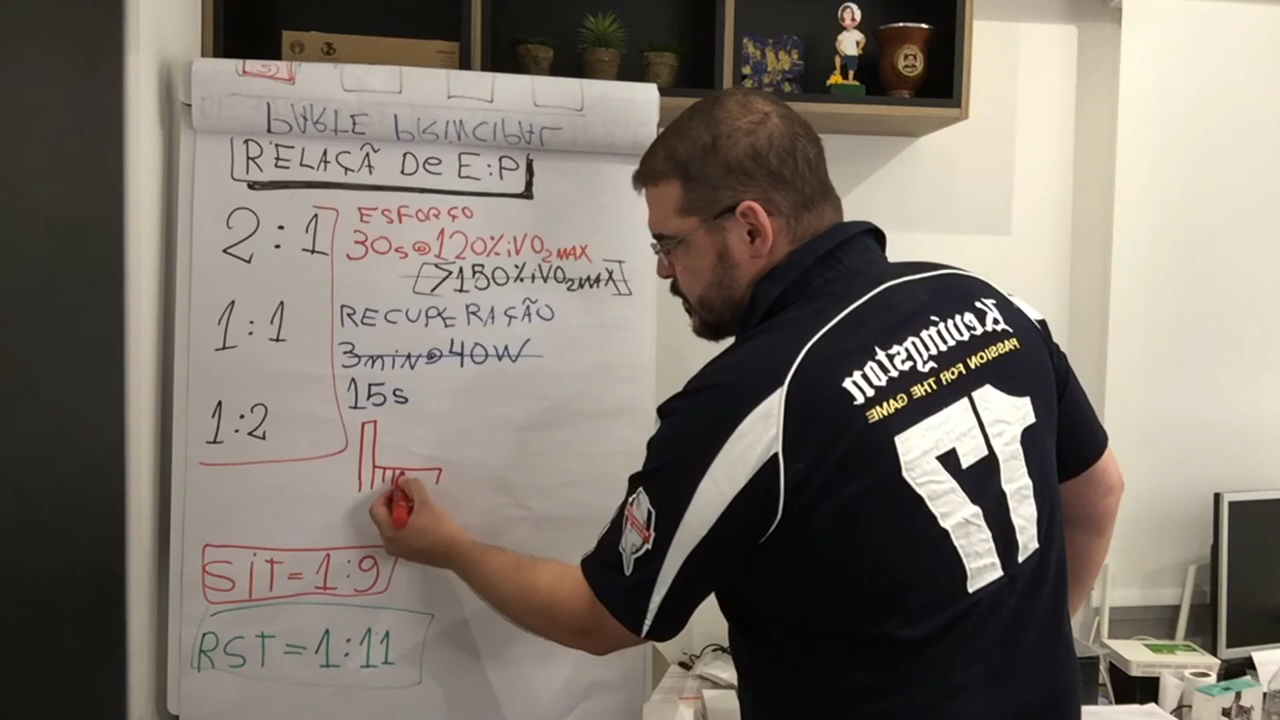 PARTE PRINCIPAL
RELAÇÃ De E:P
2:1
1:1
1:2
ESFORÇO
30s@120%iVO2MAX
>150%iVO2MAX
RECUPERAÇÃO
3min@40W
15s
SIT=1:9
RST=1:11
Kevingston
PASSION FOR THE GAME
17